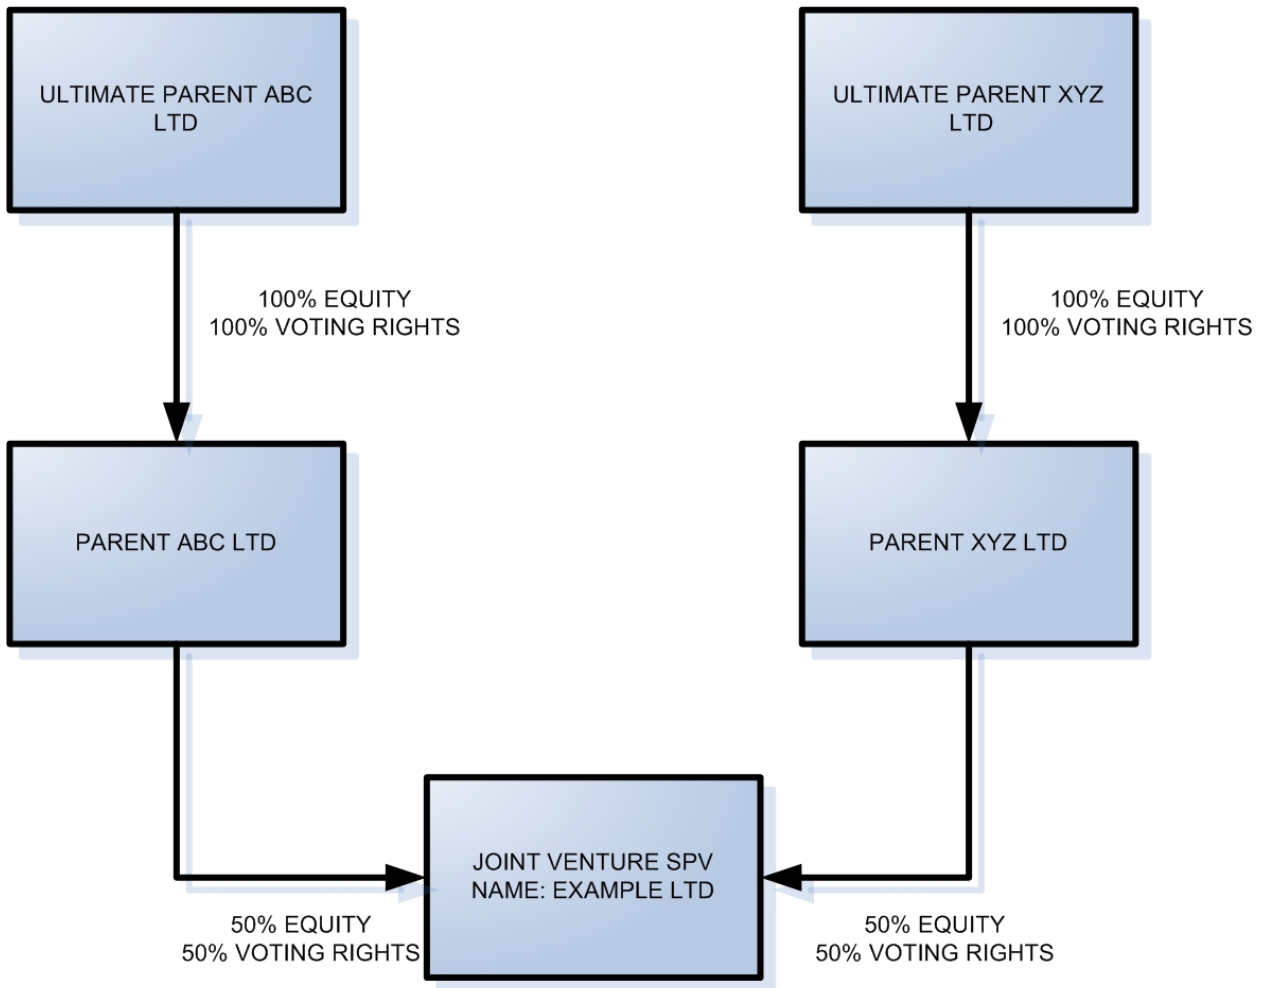 ULTIMATE PARENT ABC
LTD
ULTIMATE PARENT XYZ
LTD
100% EQUITY
100% VOTING RIGHTS
100% EQUITY
100% VOTING RIGHTS
PARENT ABC LTD
PARENT XYZ LTD
JOINT VENTURE SPV
NAME: EXAMPLE LTD
50% EQUITY
50% VOTING RIGHTS
50% EQUITY
50% VOTING RIGHTS